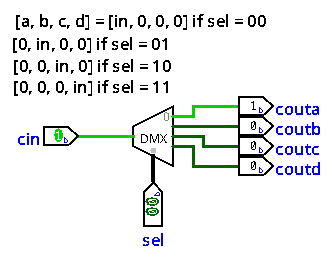 [a, b, c, d] = [in, 0, 0, 0] if sel = 00
[0, in, 0, 0] if sel = 01
[0, 0, in, 0] if sel = 10
[0, 0, 0, in] if sel = 11
0
1 couta
cin 1 DMX 0 coutb
0 coutc
0 coutd
00
sel